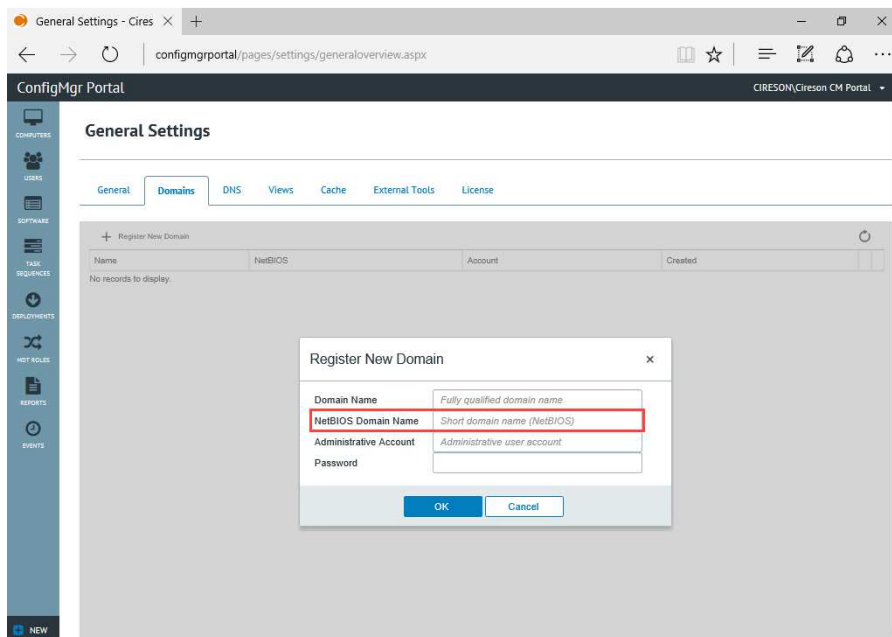 General Settings - Cires
configmgrportal/pages/settings/generaloverview.aspx
ConfigMgr Portal
CIRESON\Cireson CM Portal
COMPUTERS
USERS
SOFTWARE
TASK
SEQUENCES
DEPLOYMENTS
MDT ROLES
REPORTS
EVENTS
NEW
General Settings
General Domains DNS Views Cache External Tools License
Register New Domain
Name NetBIOS Account Created
No records to display.
Register New Domain
Domain Name Fully qualified domain name
NetBIOS Domain Name Short domain name (NetBIOS)
Administrative Account Administrative user account
Password
OK Cancel